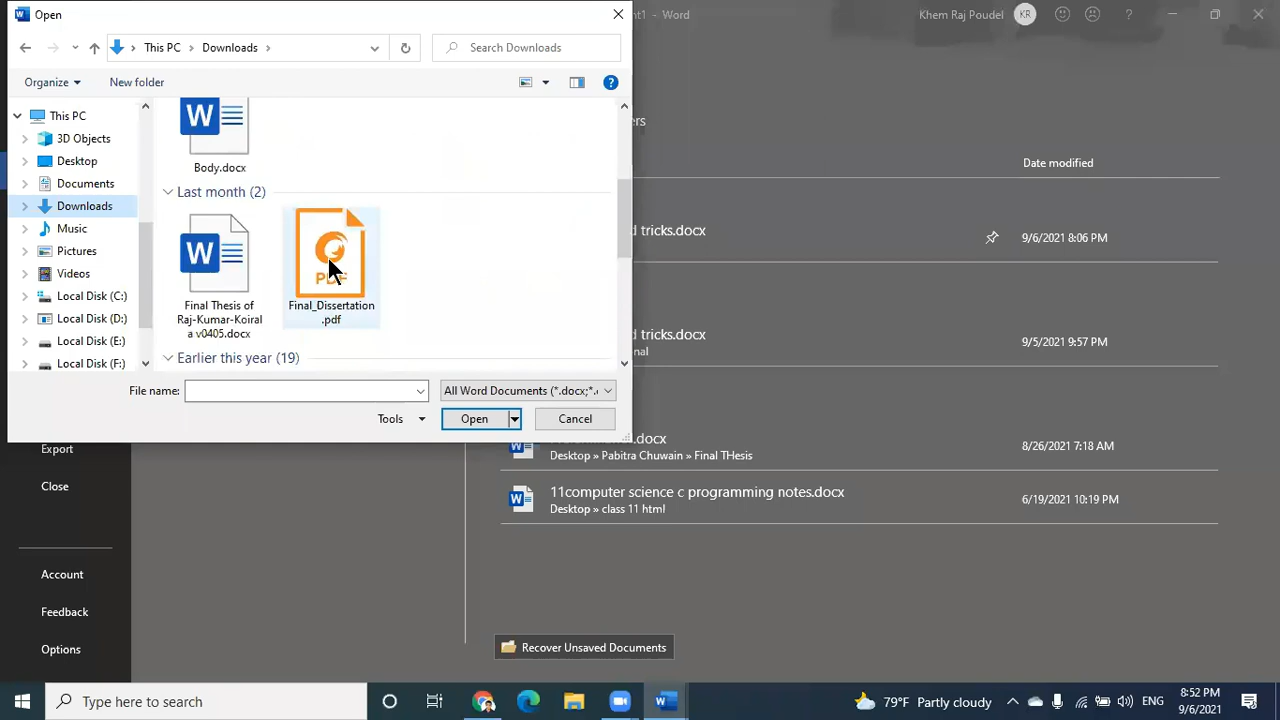 Open
t1 - Word
Khem Raj Poudel
KR
This PC
Downloads
Search Downloads
Organize
New folder
This PC
3D Objects
Desktop
Documents
Downloads
Music
Pictures
Videos
Local Disk (C:)
Local Disk (D:)
Local Disk (E:)
Local Disk (F:)
Body.docx
Last month (2)
Final Thesis of
Raj-Kumar-Koiral
a v0405.docx
PDF
Final_Dissertation
.pdf
Earlier this year (19)
File name:
All Word Documents (*.docx;*.
Tools
Open
Cancel
ers
Date modified
d tricks.docx
9/6/2021 8:06 PM
d tricks.docx
nal
9/5/2021 9:57 PM
.docx
Desktop » Pabitra Chuwain » Final THesis
8/26/2021 7:18 AM
11computer science c programming notes.docx
Desktop » class 11 html
6/19/2021 10:19 PM
Export
Close
Account
Feedback
Options
Recover Unsaved Documents
Type here to search
79°F Partly cloudy
ENG
8:52 PM
9/6/2021